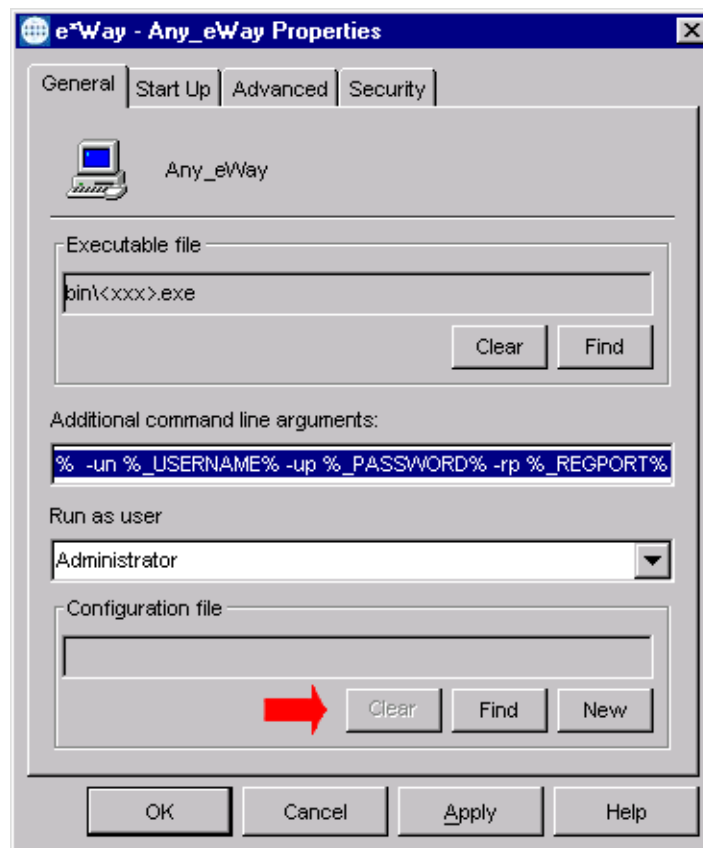 e*Way - Any_eWay Properties
General Start Up Advanced Security
Any_eWay
Executable file
bin\<xxx>.exe
Clear Find
Additional command line arguments:
% -un %_USERNAME% -up %_PASSWORD% -rp %_REGPORT%
Run as user
Administrator
Configuration file
Clear Find New
OK Cancel Apply Help